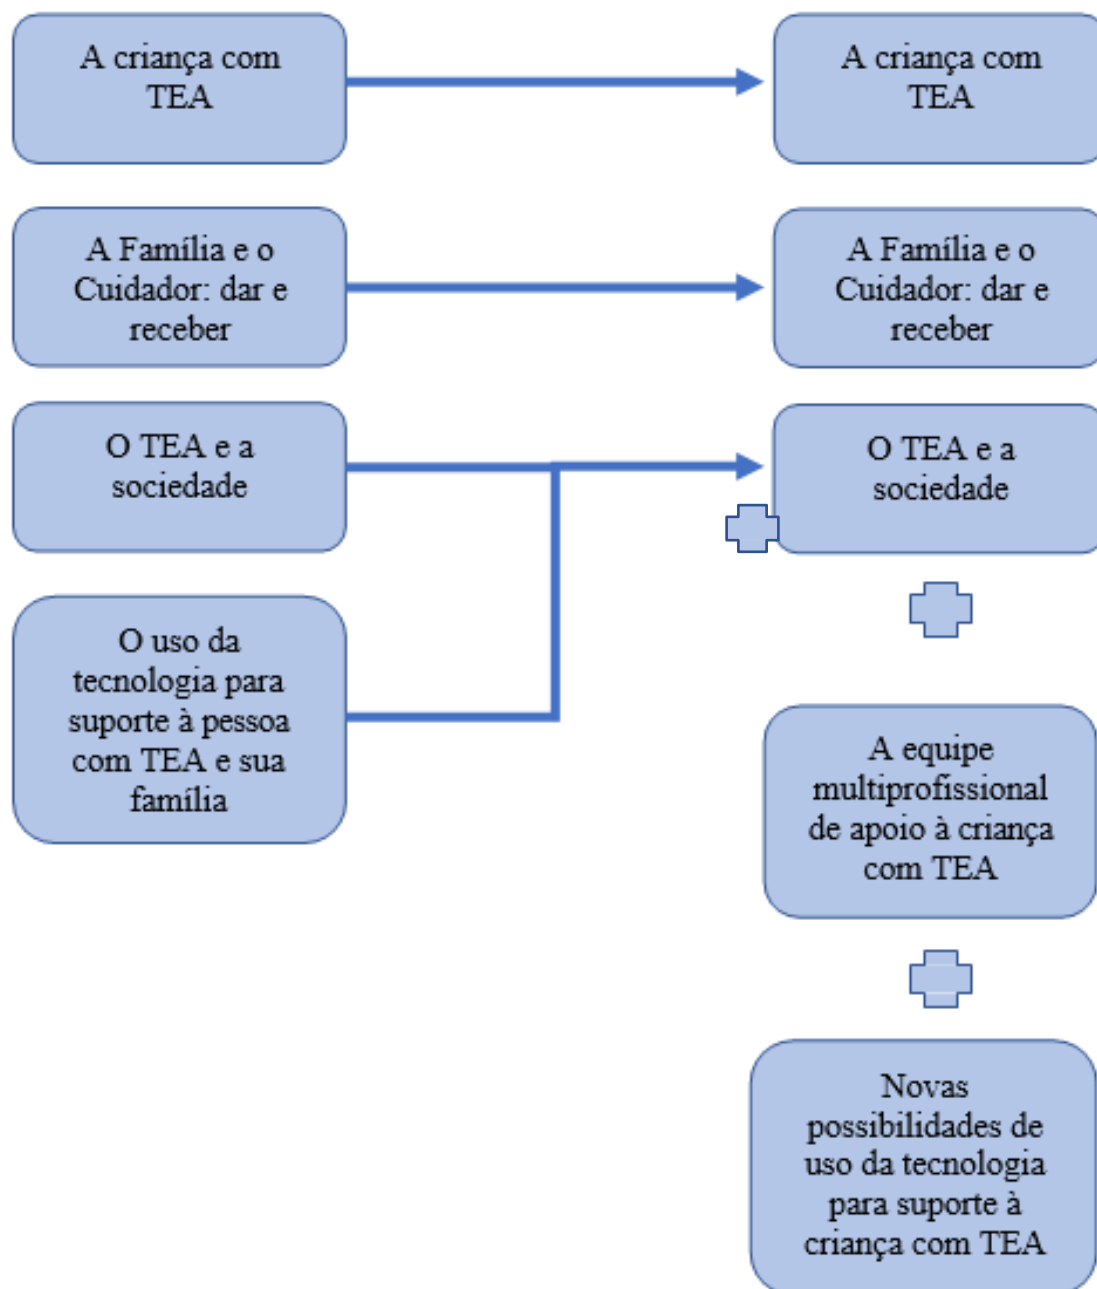 A criança com
TEA
A criança com
TEA
A Família e o
Cuidador: dar e
receber
A Família e o
Cuidador: dar e
receber
O TEA e a
sociedade
O TEA e a
sociedade
O uso da
tecnologia para
suporte à pessoa
com TEA e sua
família
A equipe
multiprofissional
de apoio à criança
com TEA
Novas
possibilidades de
uso da tecnologia
para suporte à
criança com TEA